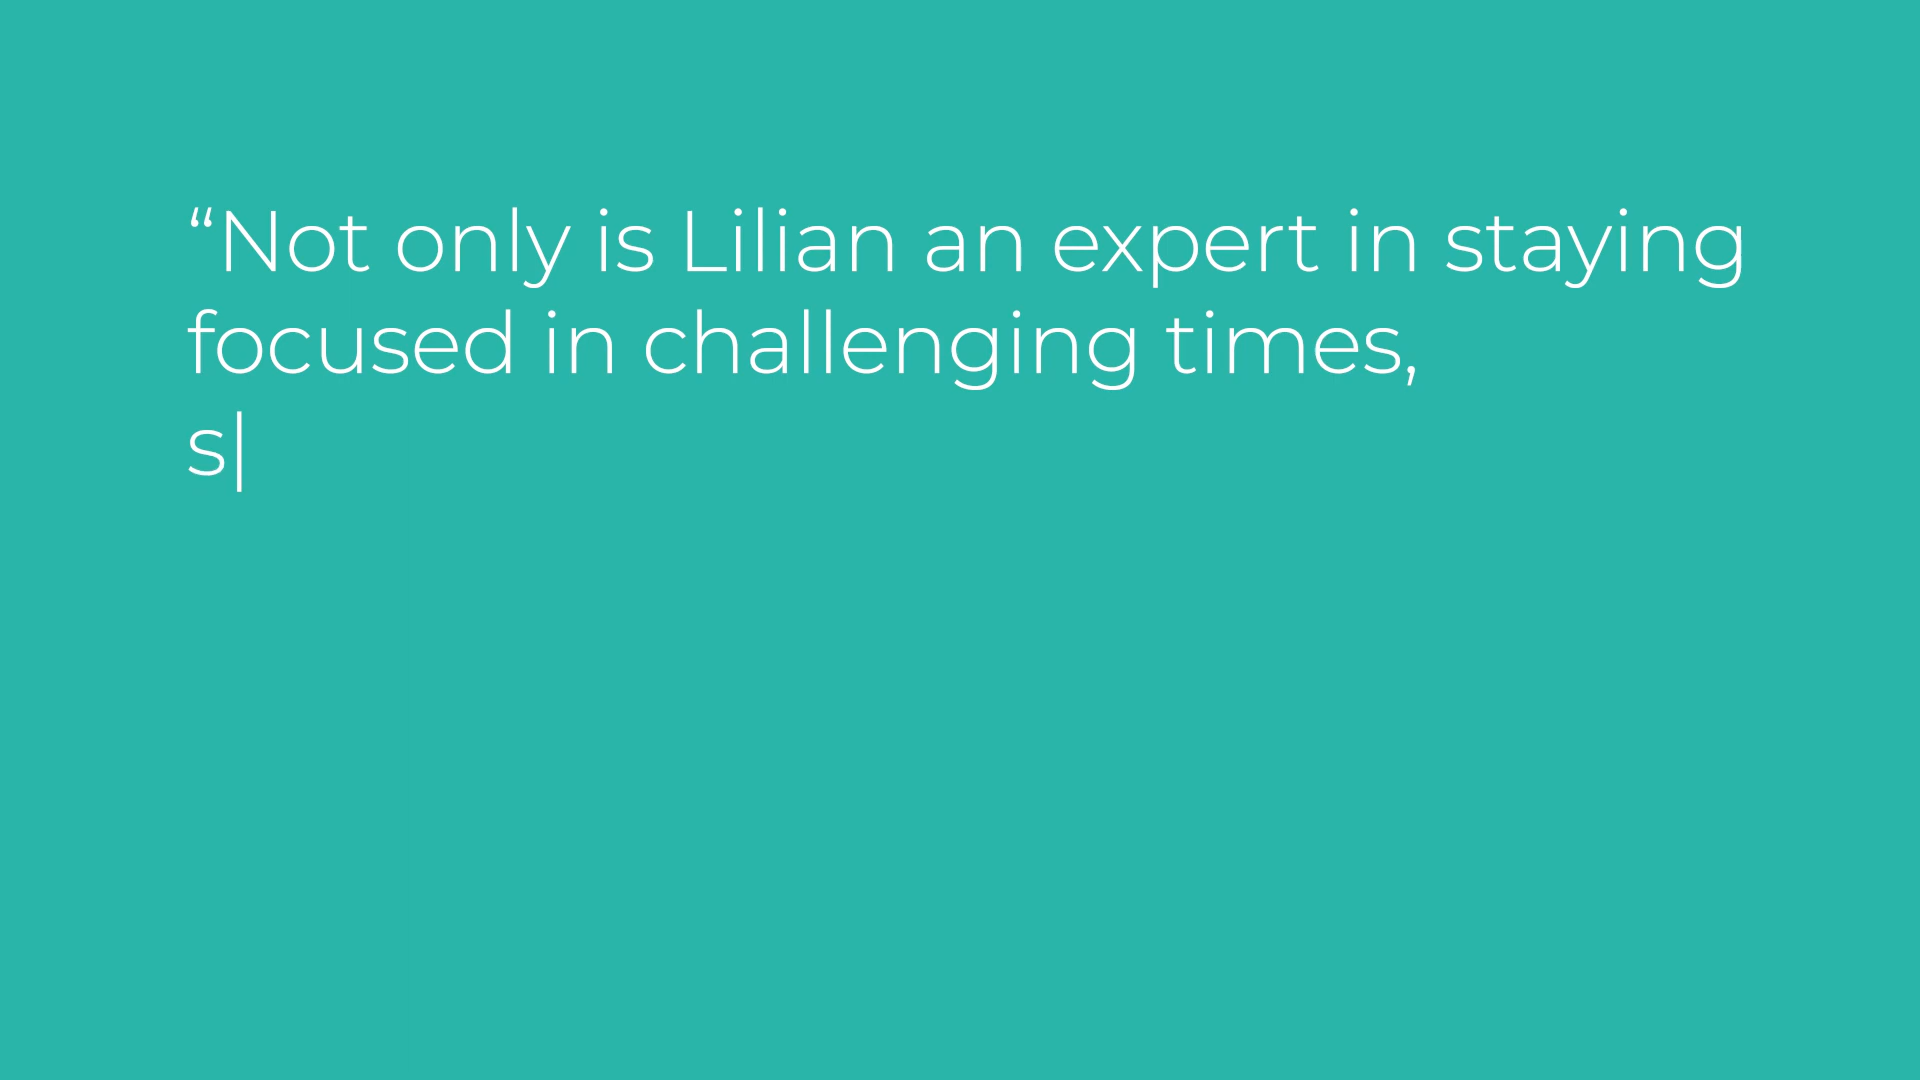 “Not only is Lilian an expert in staying
focused in challenging times,
s|